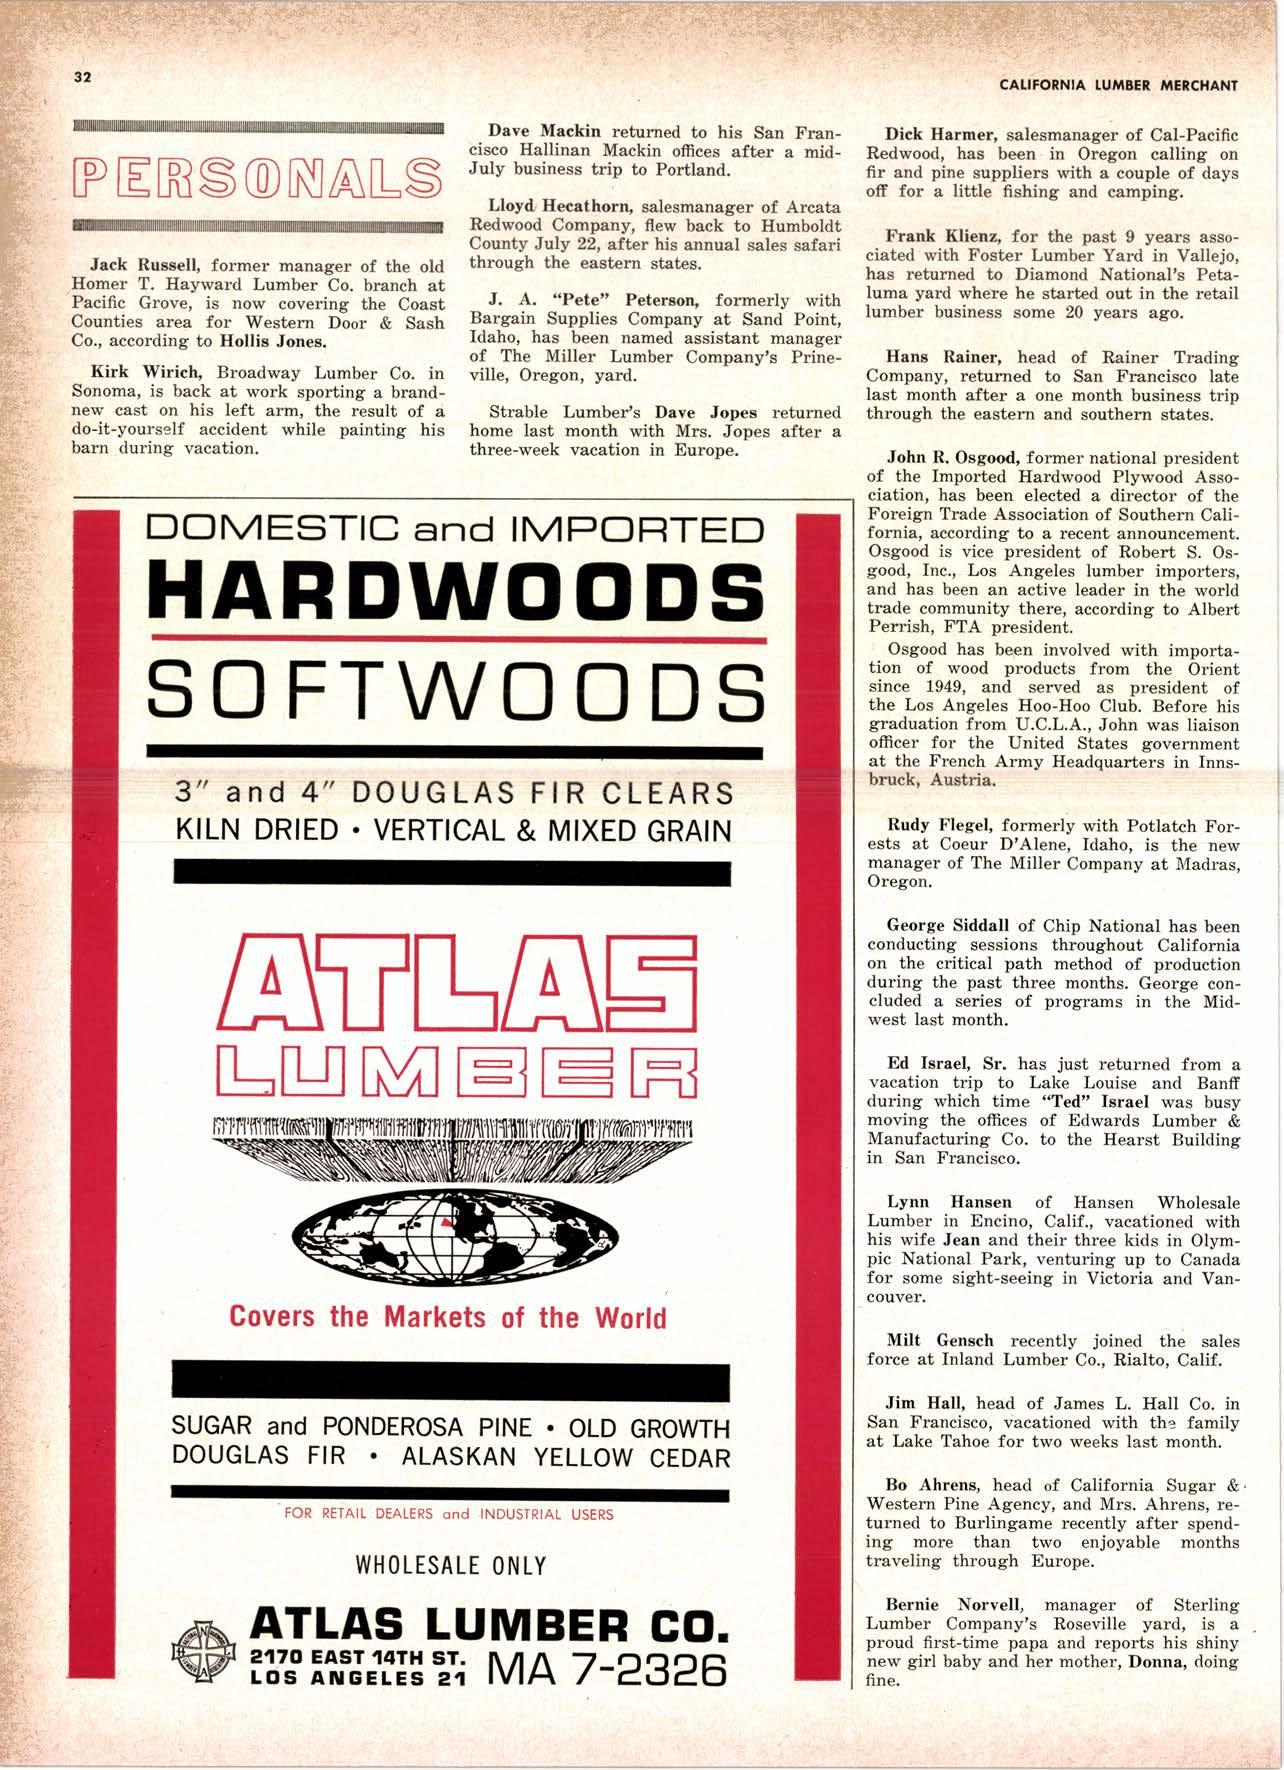 32
CALIFORNIA LUMBER MERCHANT
PERSONALS
Jack Russell, former manager of the old
Homer T. Hayward Lumber Co. branch at
Pacific Grove, is now covering the Coast
Counties area for Western Door & Sash
Co., according to Hollis Jones.
Kirk Wirich, Broadway Lumber Co. in
Sonoma, is back at work sporting a brand-
new cast on his left arm, the result of a
do-it-yourself accident while painting his
barn during vacation.
Dave Mackin returned to his San Fran-
cisco Hallinan Mackin offices after a mid-
July business trip to Portland.
Lloyd Hecathorn, salesmanager of Arcata
Redwood Company, flew back to Humboldt
County July 22, after his annual sales safari
through the eastern states.
J. A. "Pete" Peterson, formerly with
Bargain Supplies Company at Sand Point,
Idaho, has been named assistant manager
of The Miller Lumber Company's Prine-
ville, Oregon, yard.
Strable Lumber's Dave Jopes returned
home last month with Mrs. Jopes after a
three-week vacation in Europe.
Dick Harmer, salesmanager of Cal-Pacific
Redwood, has been in Oregon calling on
fir and pine suppliers with a couple of days
off for a little fishing and camping.
Frank Klienz, for the past 9 years asso-
ciated with Foster Lumber Yard in Vallejo,
has returned to Diamond National's Peta-
luma yard where he started out in the retail
lumber business some 20 years ago.
Hans Rainer, head of Rainer Trading
Company, returned to San Francisco late
last month after a one month business trip
through the eastern and southern states.
John R. Osgood, former national president
of the Imported Hardwood Plywood Asso-
ciation, has been elected a director of the
Foreign Trade Association of Southern Cali-
fornia, according to a recent announcement.
Osgood is vice president of Robert S. Os-
good, Inc., Los Angeles lumber importers,
and has been an active leader in the world
trade community there, according to Albert
Perrish, FTA president.
Osgood has been involved with importa-
tion of wood products from the Orient
since 1949, and served as president of
the Los Angeles Hoo-Hoo Club. Before his
graduation from U.C.L.A., John was liaison
officer for the United States government
at the French Army Headquarters in Inns-
bruck, Austria.
Rudy Flegel, formerly with Potlatch For-
ests at Coeur D'Alene, Idaho, is the new
manager of The Miller Company at Madras,
Oregon.
George Siddall of Chip National has been
conducting sessions throughout California
on the critical path method of production
during the past three months. George con-
cluded a series of programs in the Mid-
west last month.
Ed Israel, Sr. has just returned from a
vacation trip to Lake Louise and Banff
during which time "Ted" Israel was busy
moving the offices of Edwards Lumber &
Manufacturing Co. to the Hearst Building
in San Francisco.
Lynn Hansen of Hansen Wholesale
Lumber in Encino, Calif., vacationed with
his wife Jean and their three kids in Olym-
pic National Park, venturing up to Canada
for some sight-seeing in Victoria and Van-
couver.
Milt Gensch recently joined the sales
force at Inland Lumber Co., Rialto, Calif.
Jim Hall, head of James L. Hall Co. in
San Francisco, vacationed with the family
at Lake Tahoe for two weeks last month.
Bo Ahrens, head of California Sugar &
Western Pine Agency, and Mrs. Ahrens, re-
turned to Burlingame recently after spend-
ing more than two enjoyable months
traveling through Europe.
Bernie Norvell, manager of Sterling
Lumber Company's Roseville yard, is a
proud first-time papa and reports his shiny
new girl baby and her mother, Donna, doing
fine.
DOMESTIC and IMPORTED
HARDWOODS
SOFTWOODS
3" and 4" DOUGLAS FIR CLEARS
KILN DRIED • VERTICAL & MIXED GRAIN
ATLAS
LUMBER
Covers the Markets of the World
SUGAR and PONDEROSA PINE • OLD GROWTH
DOUGLAS FIR • ALASKAN YELLOW CEDAR
FOR RETAIL DEALERS and INDUSTRIAL USERS
WHOLESALE ONLY
ATLAS LUMBER CO.
2170 EAST 14TH ST.
LOS ANGELES 21
MA 7-2326